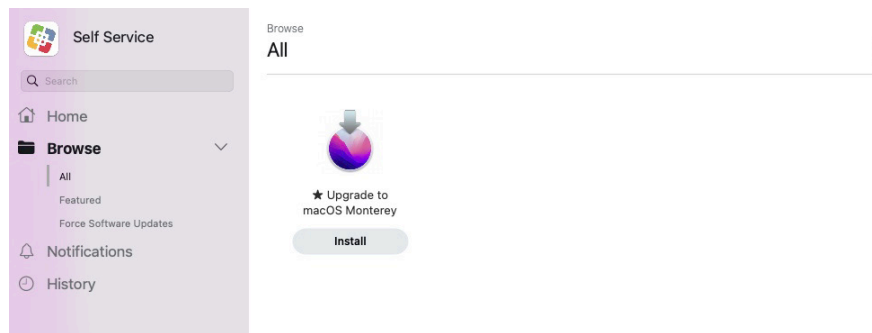 Self Service
Search
Home
Browse
All
Featured
Force Software Updates
Notifications
History
Browse
All
★ Upgrade to
macOS Monterey
Install